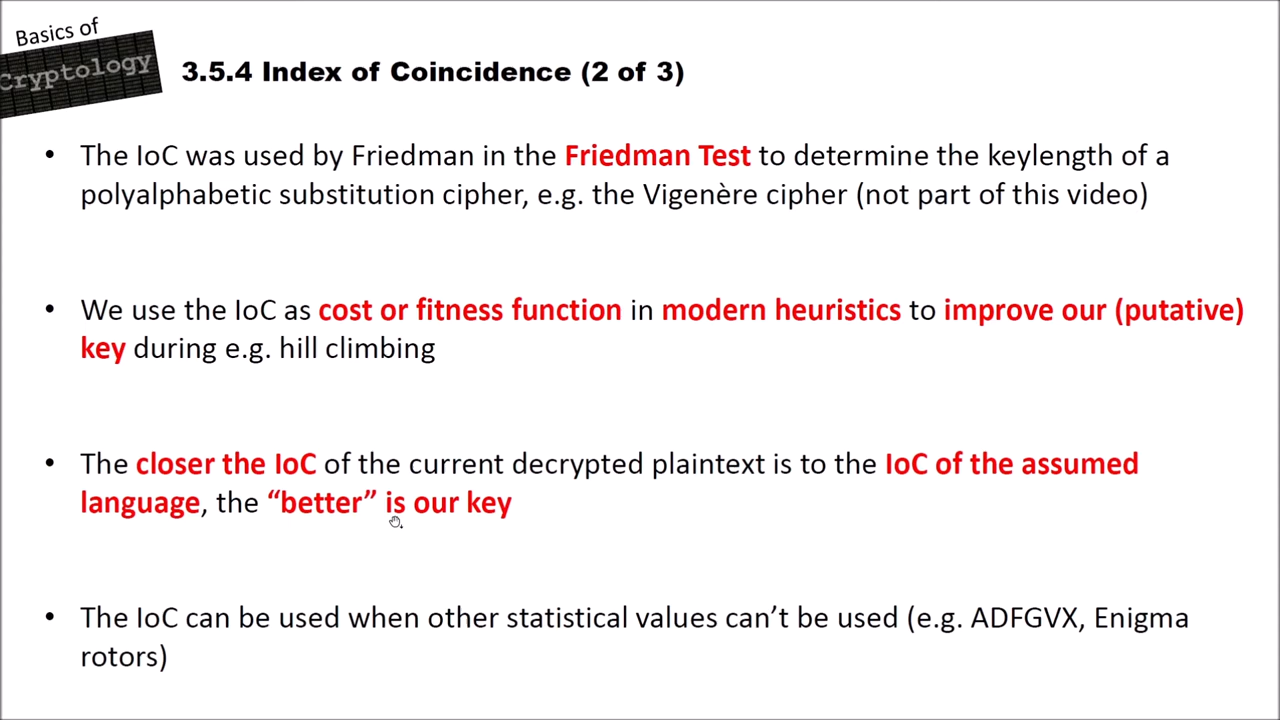 Basics of
Cryptology
3.5.4 Index of Coincidence (2 of 3)
• The IoC was used by Friedman in the Friedman Test to determine the keylength of a
polyalphabetic substitution cipher, e.g. the Vigenère cipher (not part of this video)
• We use the IoC as cost or fitness function in modern heuristics to improve our (putative)
key during e.g. hill climbing
• The closer the IoC of the current decrypted plaintext is to the IoC of the assumed
language, the “better” is our key
• The IoC can be used when other statistical values can’t be used (e.g. ADFGVX, Enigma
rotors)